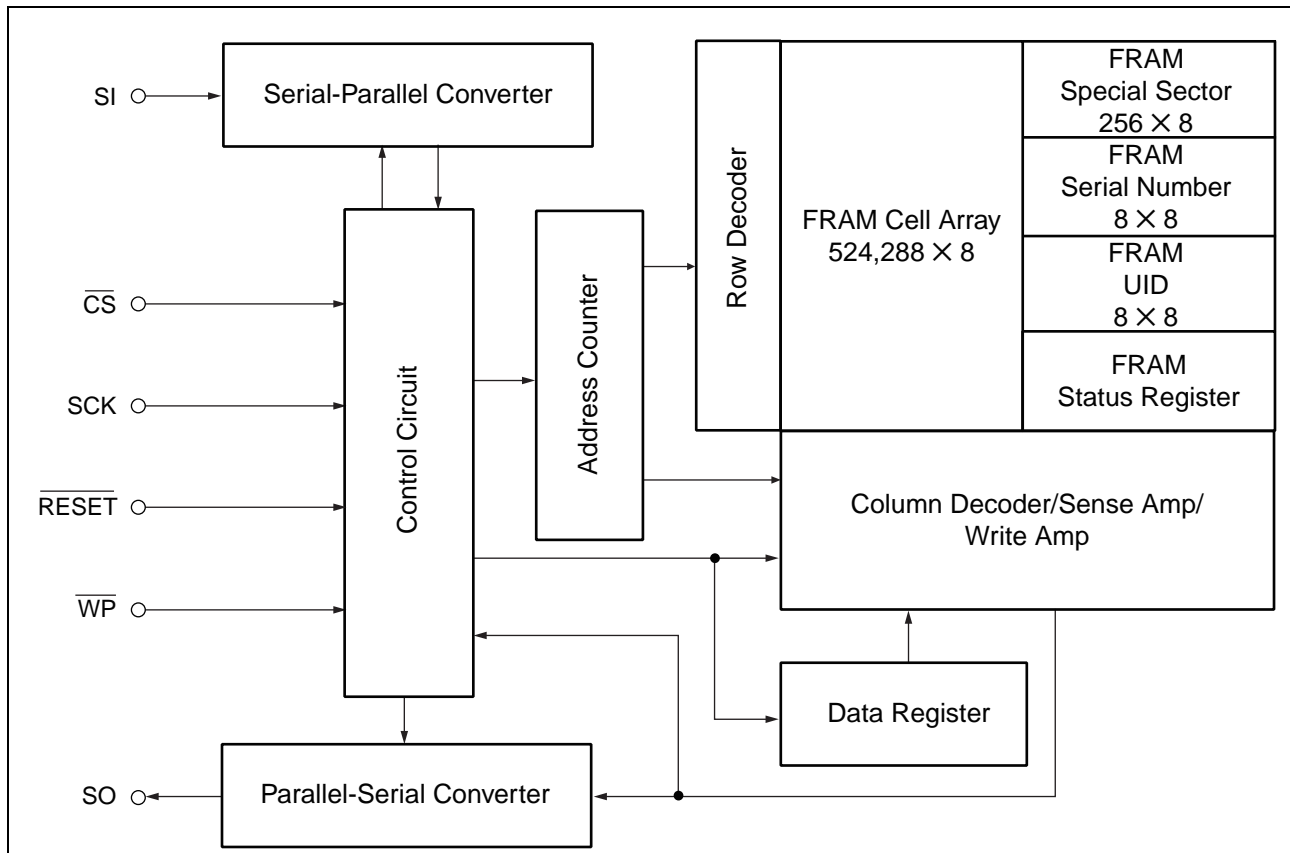 SI
Serial-Parallel Converter
CS
SCK
RESET
WP
SO
Control Circuit
Address Counter
Row Decoder
FRAM Cell Array
524,288 × 8
FRAM
Special Sector
256 × 8
FRAM
Serial Number
8 × 8
FRAM
UID
8 × 8
FRAM
Status Register
Column Decoder/Sense Amp/
Write Amp
Data Register
Parallel-Serial Converter